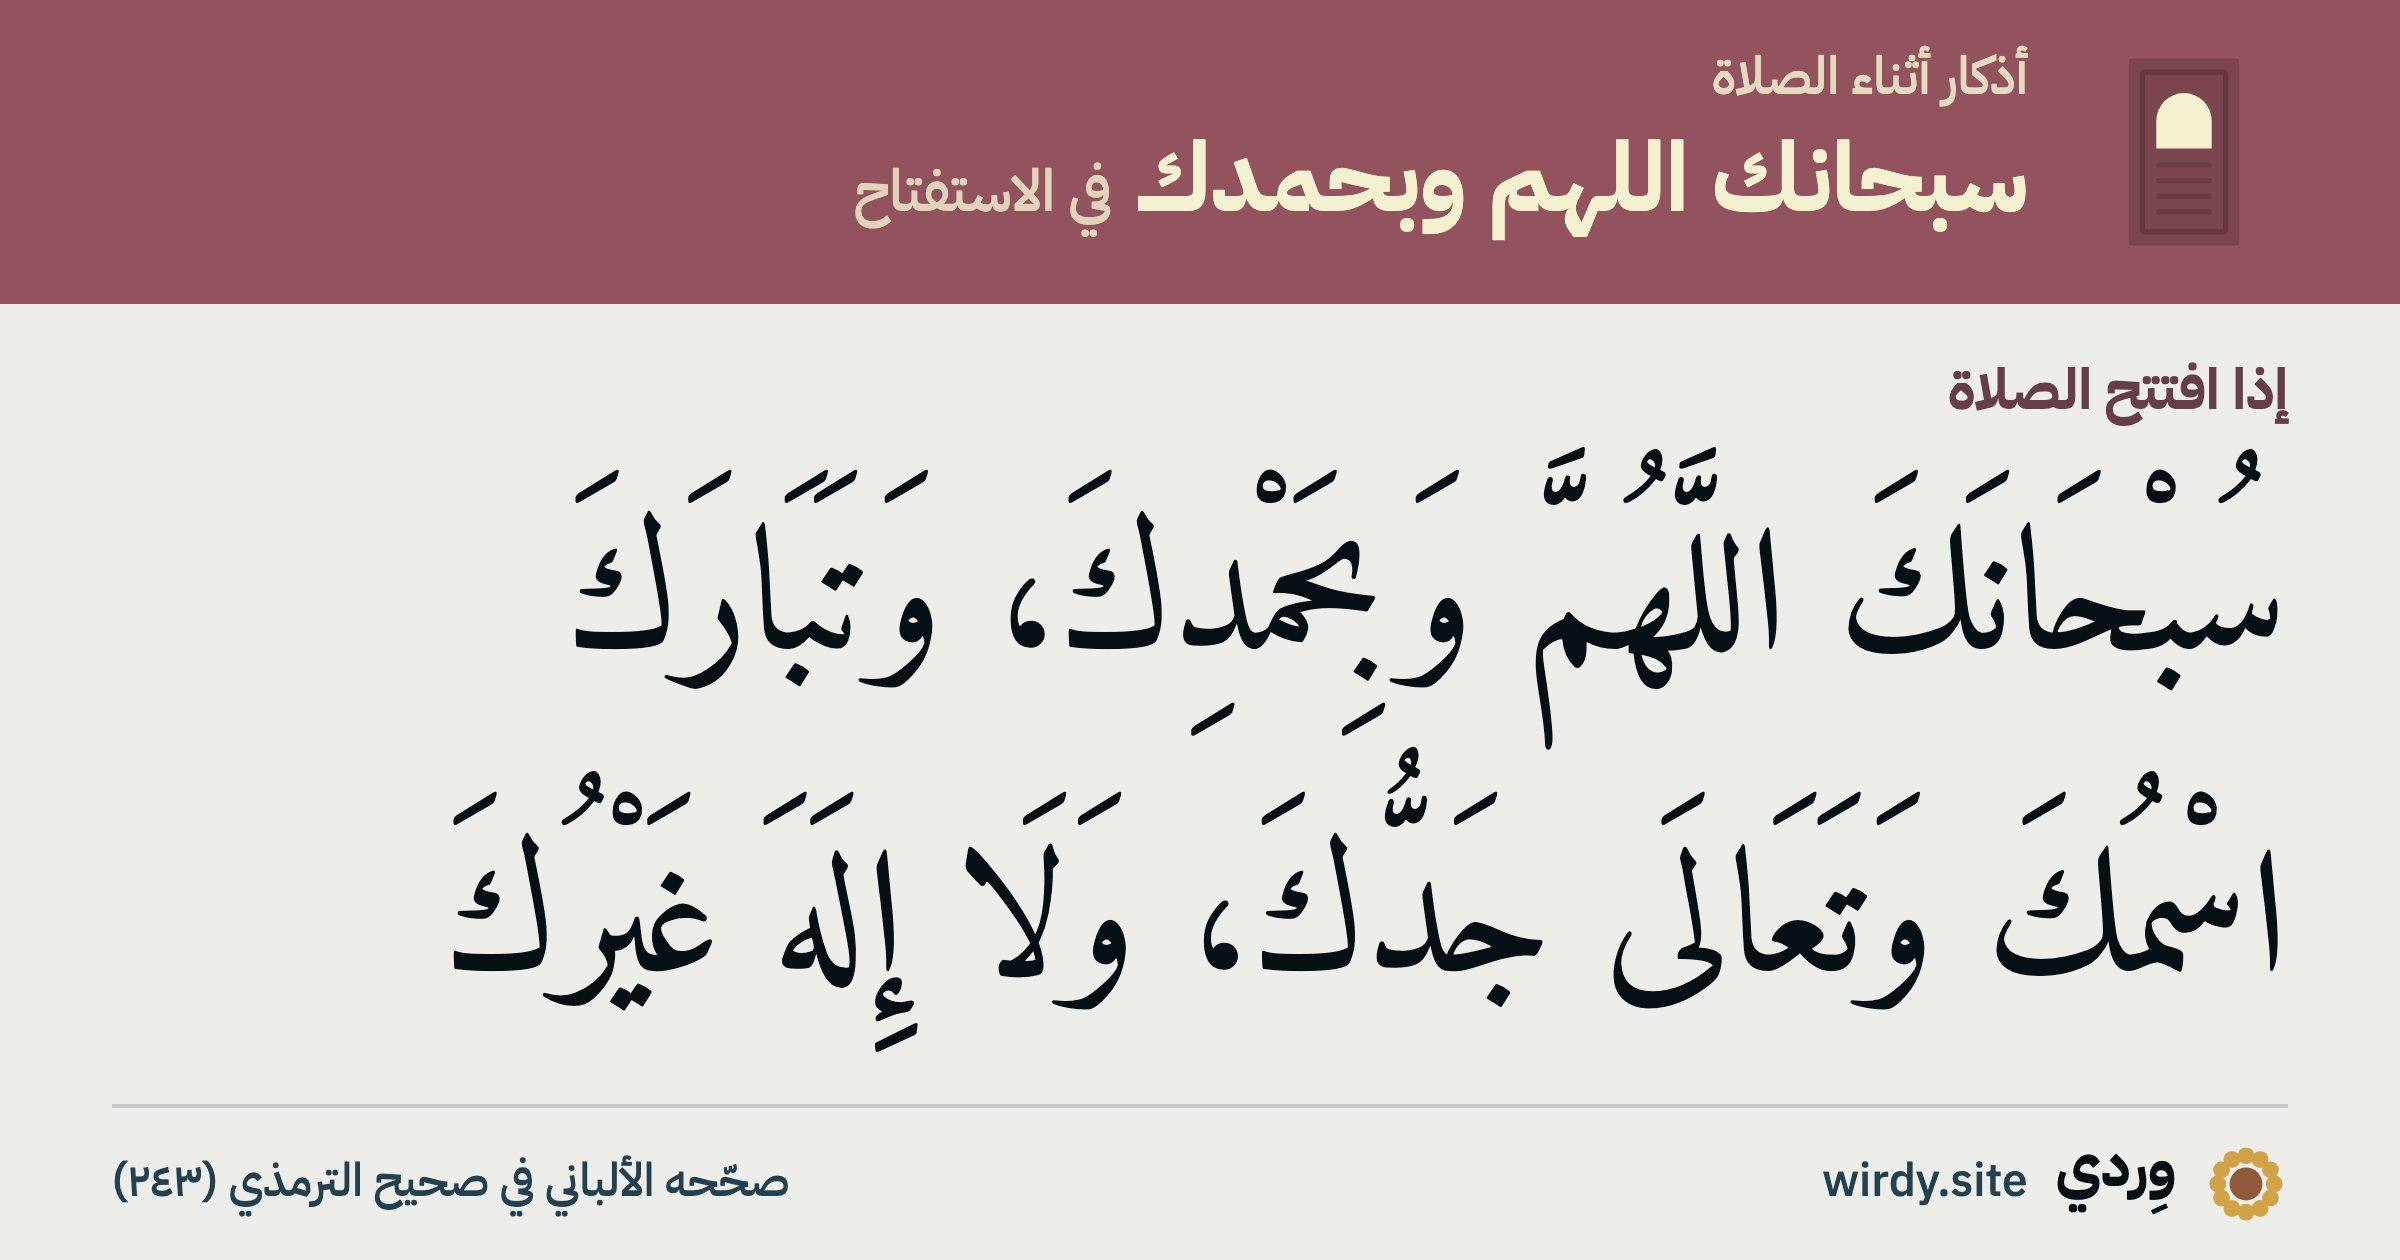 أذكار أثناء الصلاة
سبحانك اللهم وبحمدك في الاستفتاح
إذا افتتح الصلاة
سُبْحَانَكَ اللَّهُمَّ وَبِحَمْدِكَ، وَتَبَارَكَ
اسْمُكَ وَتَعَالَى جَدُّكَ، وَلَا إِلَهَ غَيْرُكَ
وِردي wirdy.site
صحّحه الألباني في صحيح الترمذي (٢٤٣)